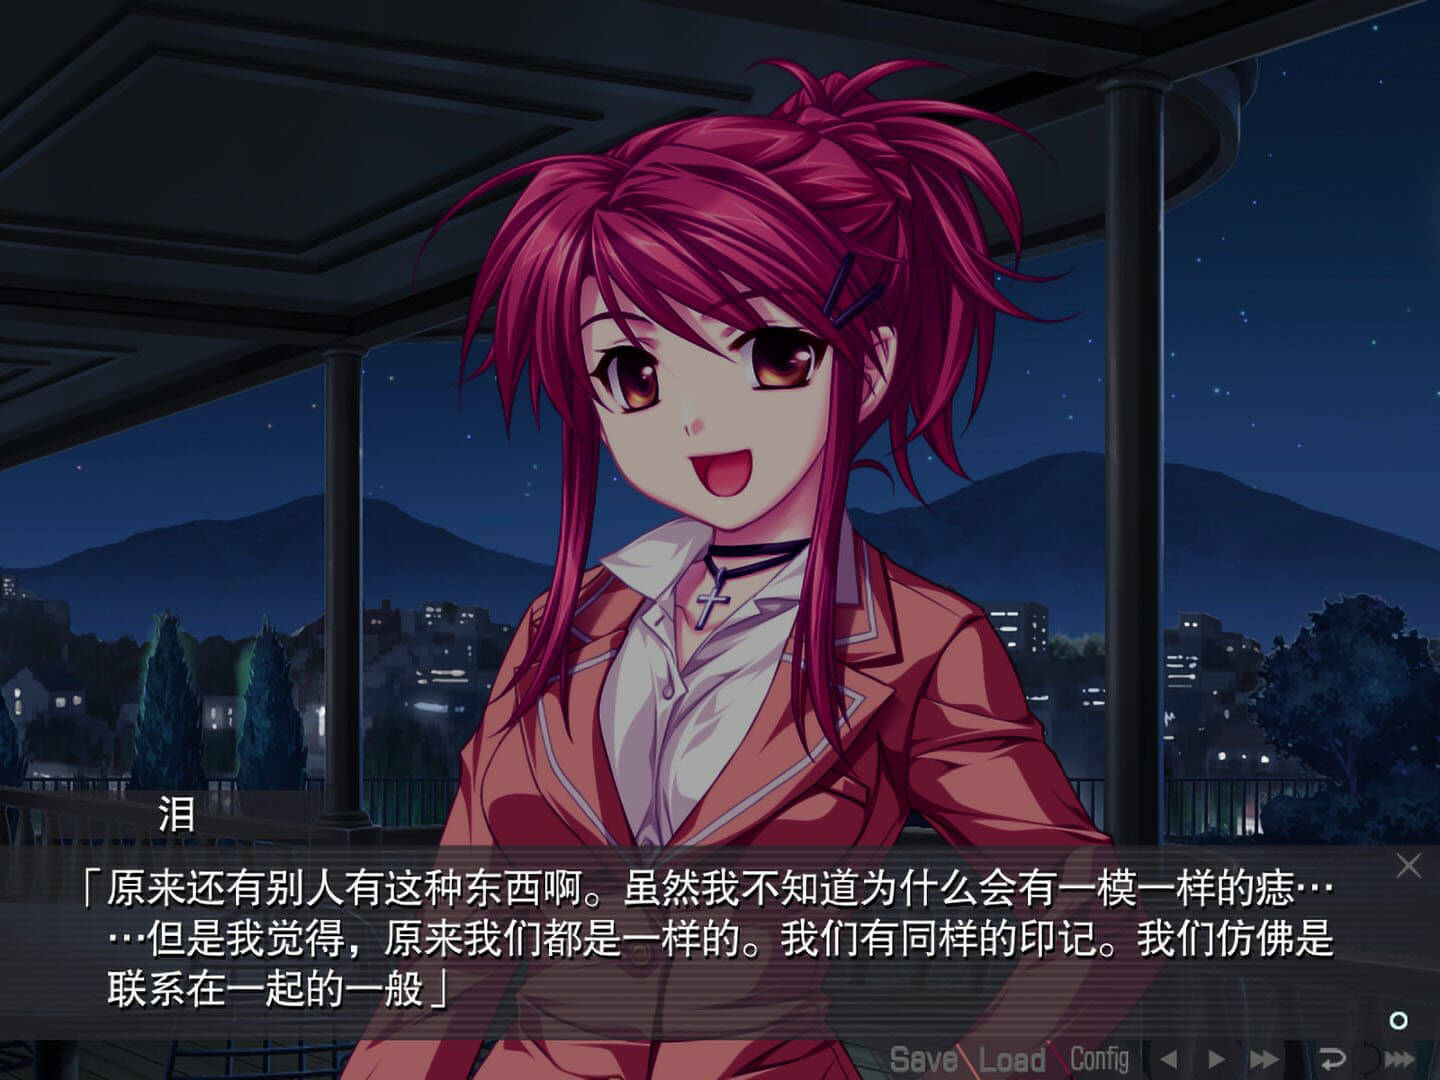 泪
「原来还有别人有这种东西啊。虽然我不知道为什么会有一模一样的痣…
…但是我觉得，原来我们都是一样的。我们有同样的印记。我们仿佛是
联系在一起的一般」
Save Load Config